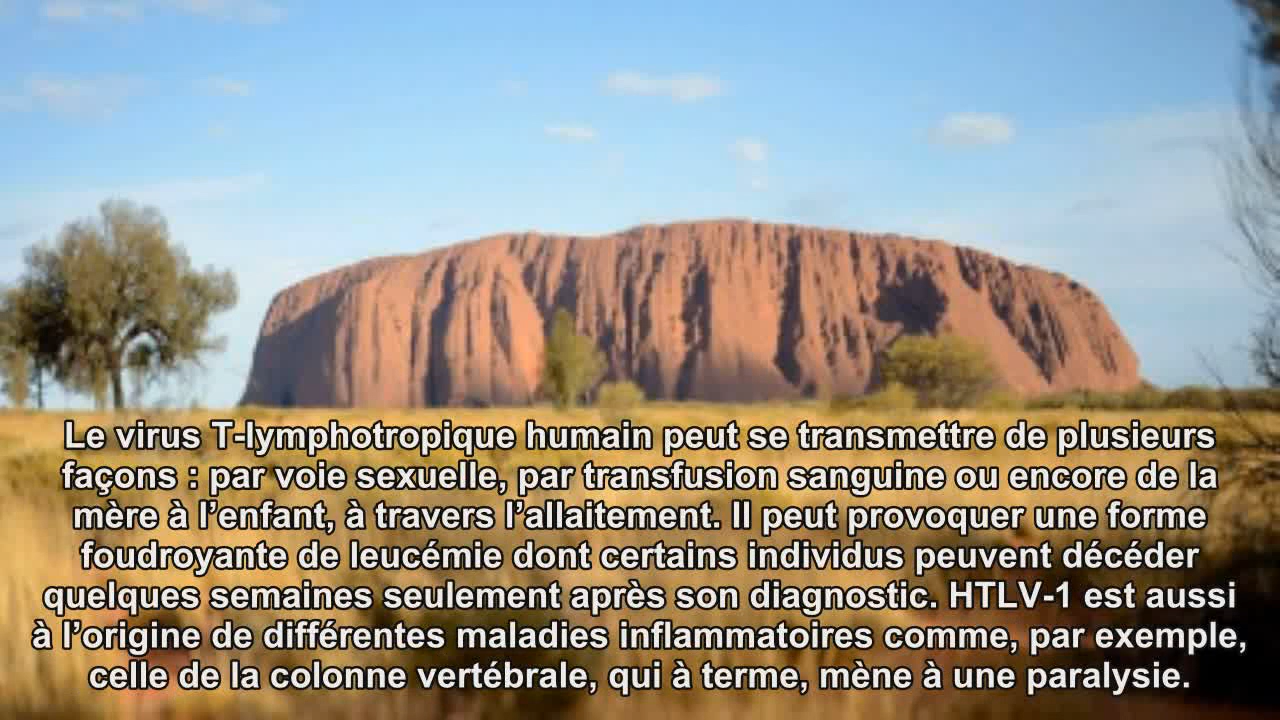 Le virus T-lymphotropique humain peut se transmettre de plusieurs
façons : par voie sexuelle, par transfusion sanguine ou encore de la
mère à l’enfant, à travers l’allaitement. Il peut provoquer une forme
foudroyante de leucémie dont certains individus peuvent décéder
quelques semaines seulement après son diagnostic. HTLV-1 est aussi
à l’origine de différentes maladies inflammatoires comme, par exemple,
celle de la colonne vertébrale, qui à terme, mène à une paralysie.